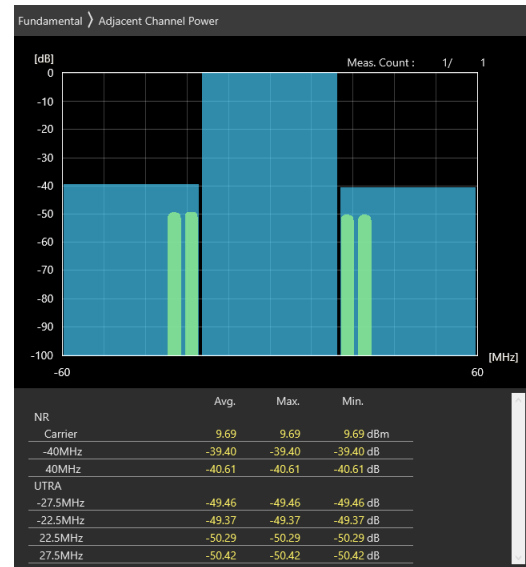 Fundamental 〉 Adjacent Channel Power
[dB]
Meas. Count : 1/ 1
0
-10
-20
-30
-40
-50
-60
-70
-80
-90
-100
[MHz]
-60 60
Avg. Max. Min.
NR
Carrier 9.69 9.69 9.69 dBm
-40MHz -39.40 -39.40 -39.40 dB
40MHz -40.61 -40.61 -40.61 dB
UTRA
-27.5MHz -49.46 -49.46 -49.46 dB
-22.5MHz -49.37 -49.37 -49.37 dB
22.5MHz -50.29 -50.29 -50.29 dB
27.5MHz -50.42 -50.42 -50.42 dB